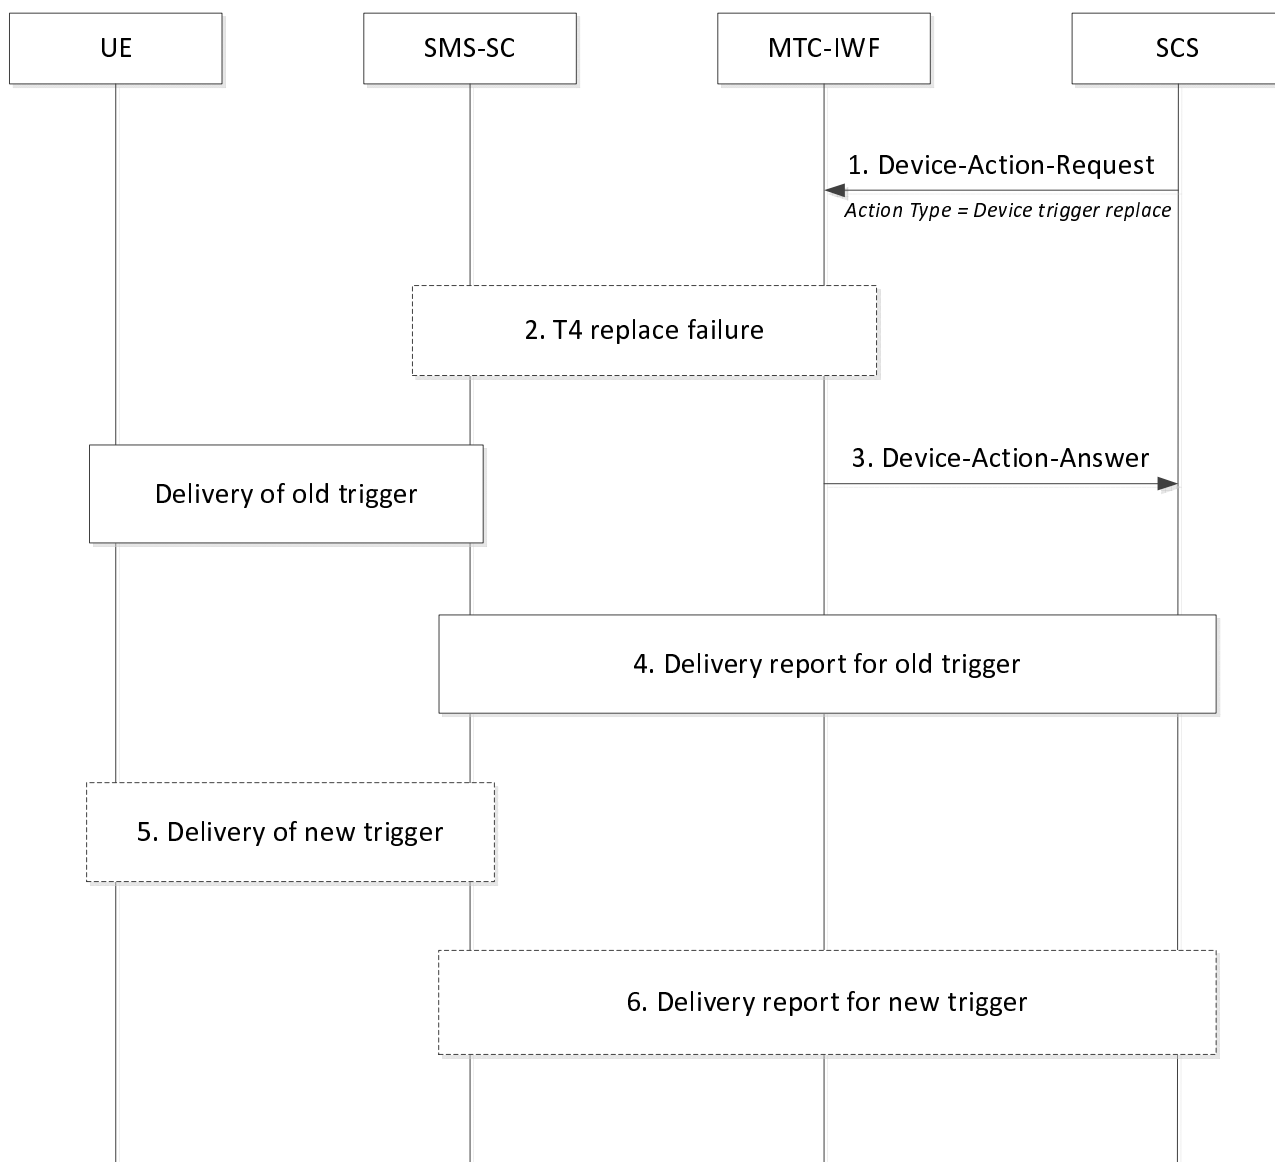 UE
SMS-SC
MTC-IWF
SCS
1. Device-Action-Request
Action Type = Device trigger replace
2. T4 replace failure
3. Device-Action-Answer
Delivery of old trigger
4. Delivery report for old trigger
5. Delivery of new trigger
6. Delivery report for new trigger